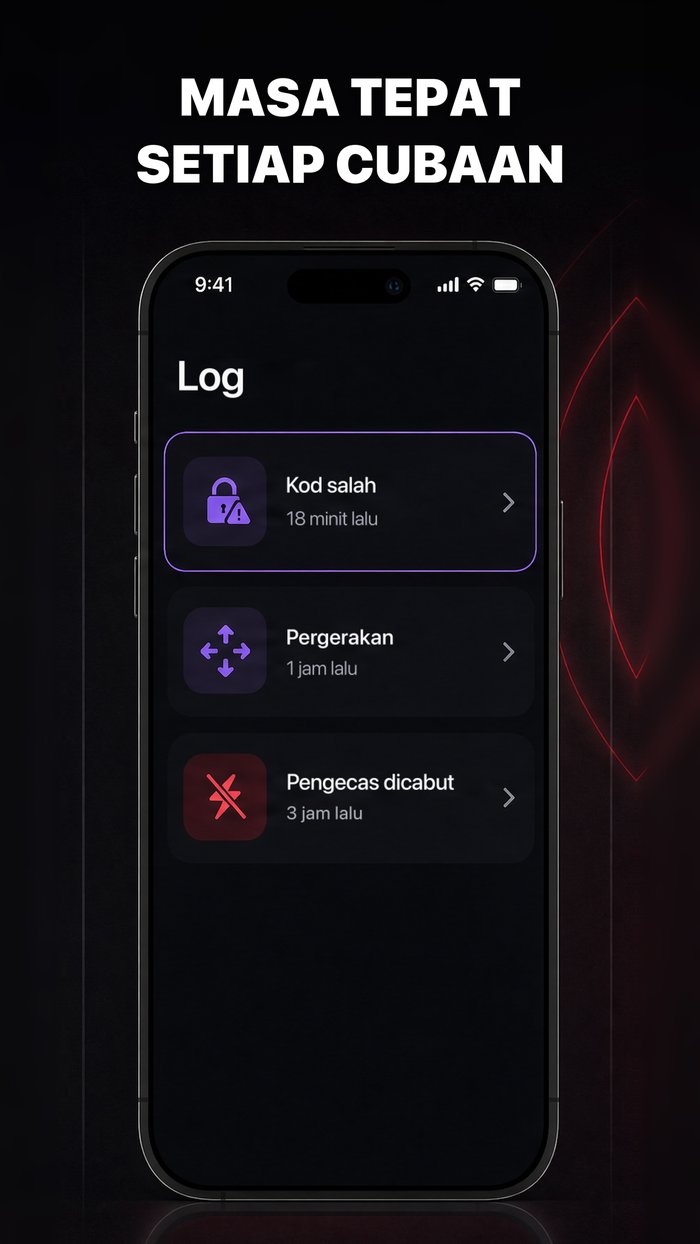 MASA TEPAT
SETIAP CUBAAN
9:41
Log
Kod salah
18 minit lalu
Pergerakan
1 jam lalu
Pengecas dicabut
3 jam lalu